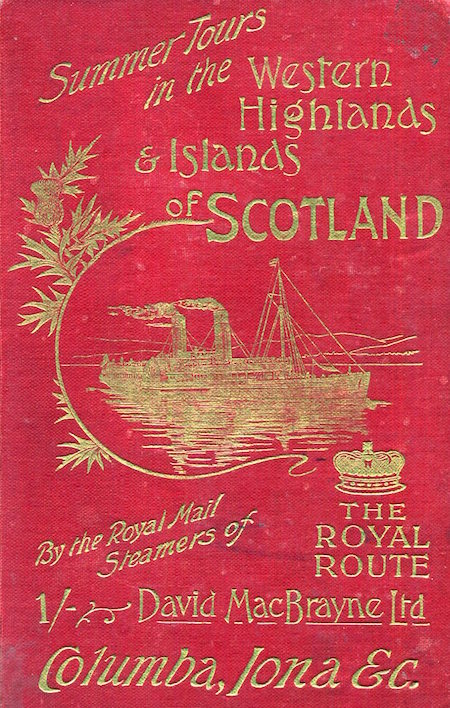 Summer Tours
in the Western
Highlands
& Islands
of SCOTLAND
By the Royal Mail
Steamers of
THE
ROYAL
ROUTE
1/- David MacBrayne Ltd
Columba, Iona &c.